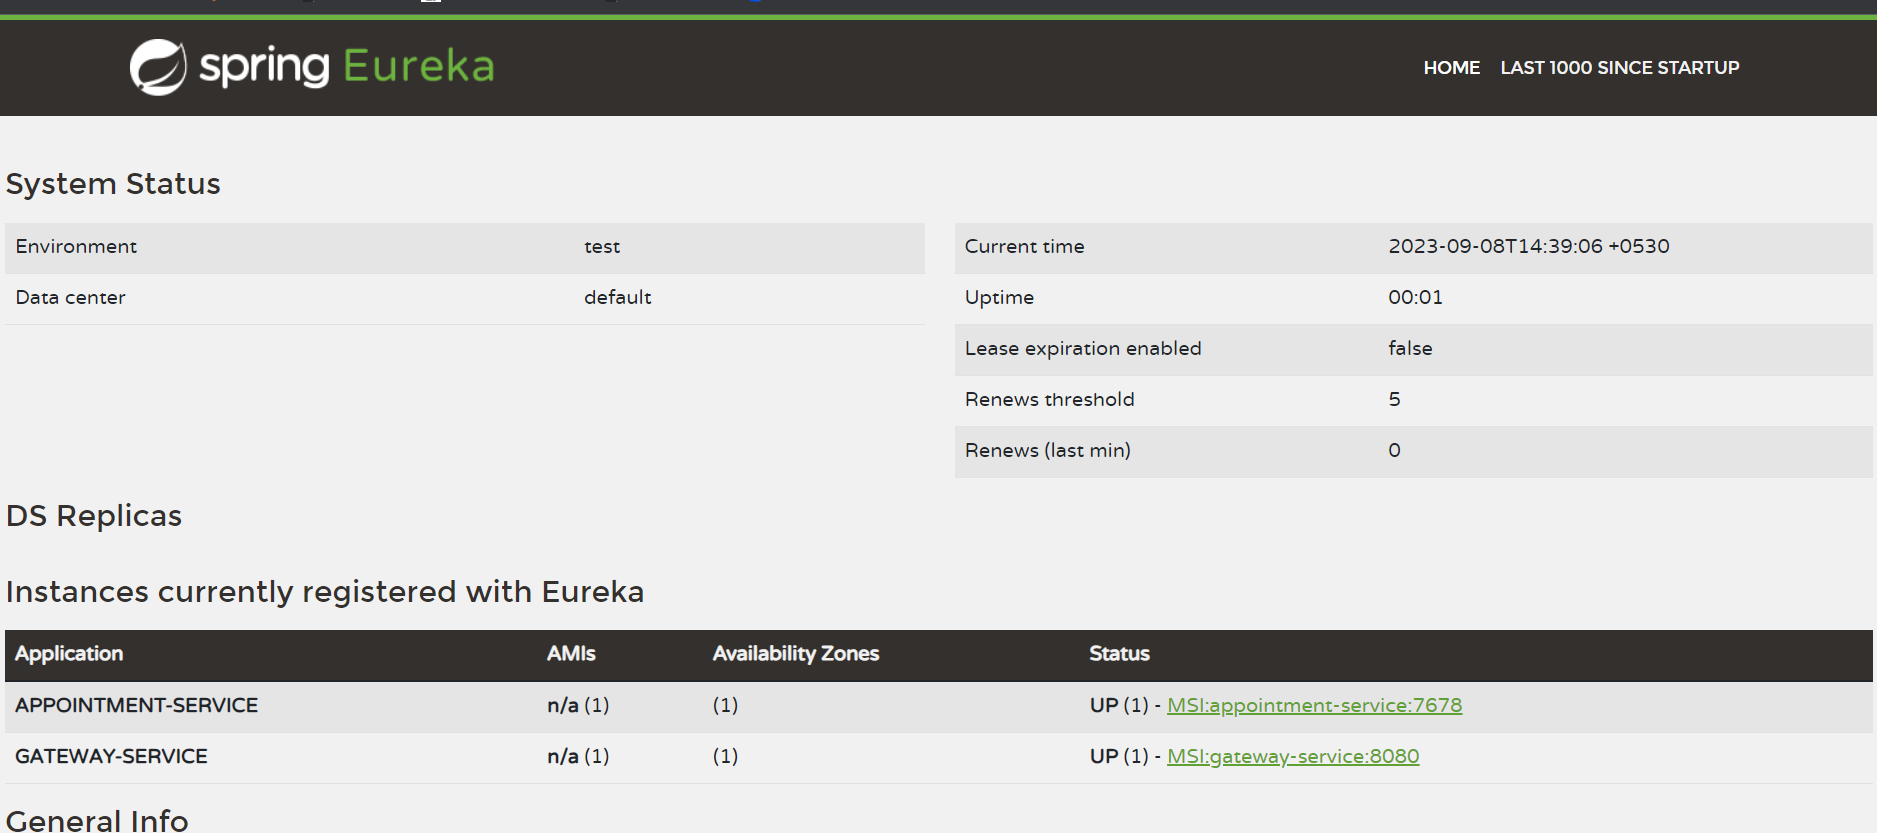 spring Eureka
HOME LAST 1000 SINCE STARTUP
System Status
Environment test
Data center default
Current time 2023-09-08T14:39:06 +0530
Uptime 00:01
Lease expiration enabled false
Renews threshold 5
Renews (last min) 0
DS Replicas
Instances currently registered with Eureka
Application AMIs Availability Zones Status
APPOINTMENT-SERVICE n/a (1) (1) UP (1) - MSI:appointment-service:7678
GATEWAY-SERVICE n/a (1) (1) UP (1) - MSI:gateway-service:8080
General Info